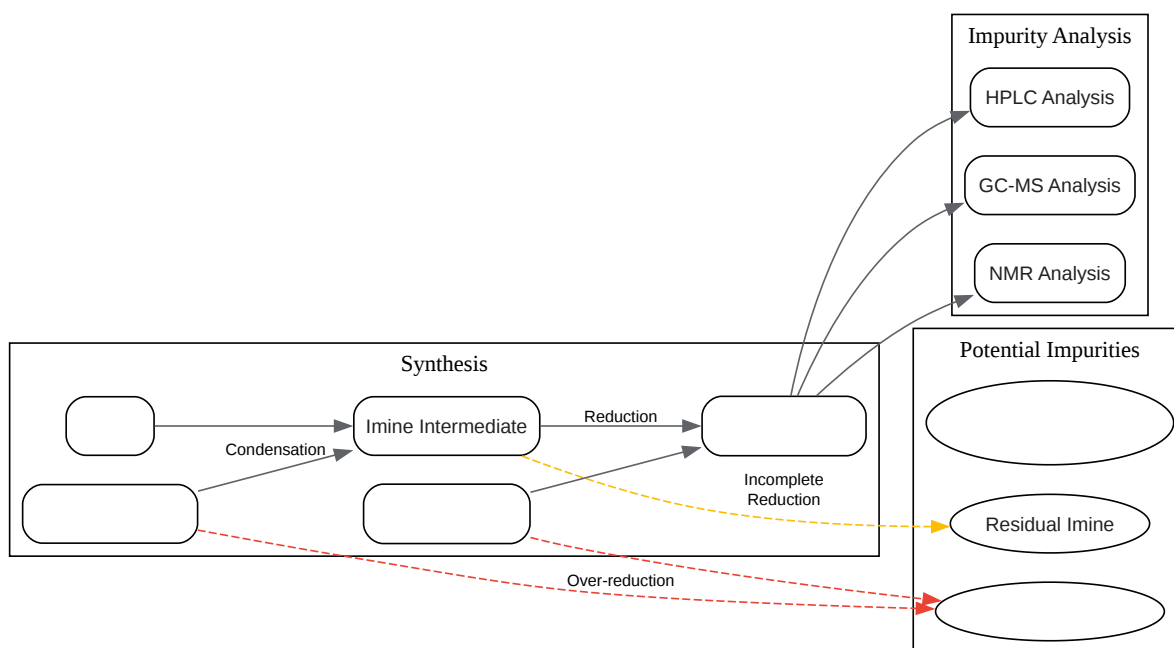 Impurity Analysis
HPLC Analysis
GC-MS Analysis
NMR Analysis
Synthesis
Potential Impurities
Imine Intermediate
Reduction
Condensation
Incomplete
Reduction
Residual Imine
Over-reduction